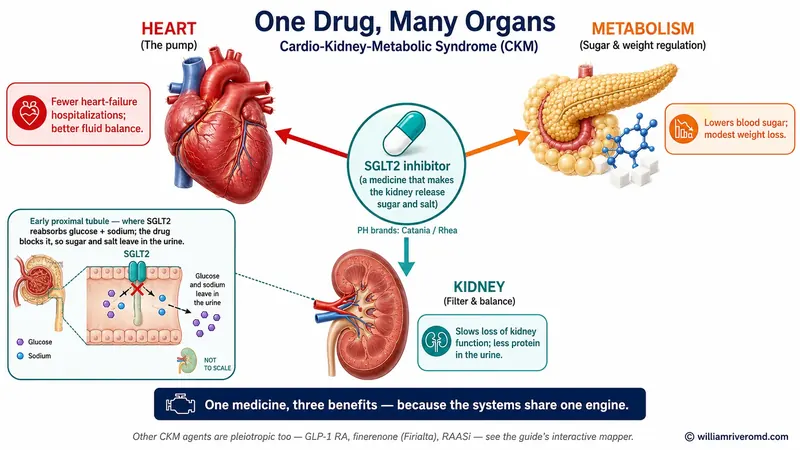 One Drug, Many Organs
Cardio-Kidney-Metabolic Syndrome (CKM)
HEART
(The pump)
Fewer heart-failure
hospitalizations;
better fluid balance.
METABOLISM
(Sugar & weight regulation)
Lowers blood sugar;
modest weight loss.
SGLT2 inhibitor
(a medicine that makes
the kidney release
sugar and salt)
PH brands: Catania / Rhea
Early proximal tubule — where SGLT2
reabsorbs glucose + sodium; the drug
blocks it, so sugar and salt leave in the urine.
SGLT2
Glucose
and sodium
leave in
the urine
Glucose
Sodium
NOT
TO SCALE
KIDNEY
(Filter & balance)
Slows loss of kidney
function; less protein
in the urine.
One medicine, three benefits — because the systems share one engine.
Other CKM agents are pleiotropic too — GLP-1 RA, finerenone (Firialta), RAASi — see the guide's interactive mapper.
© williamriveromd.com